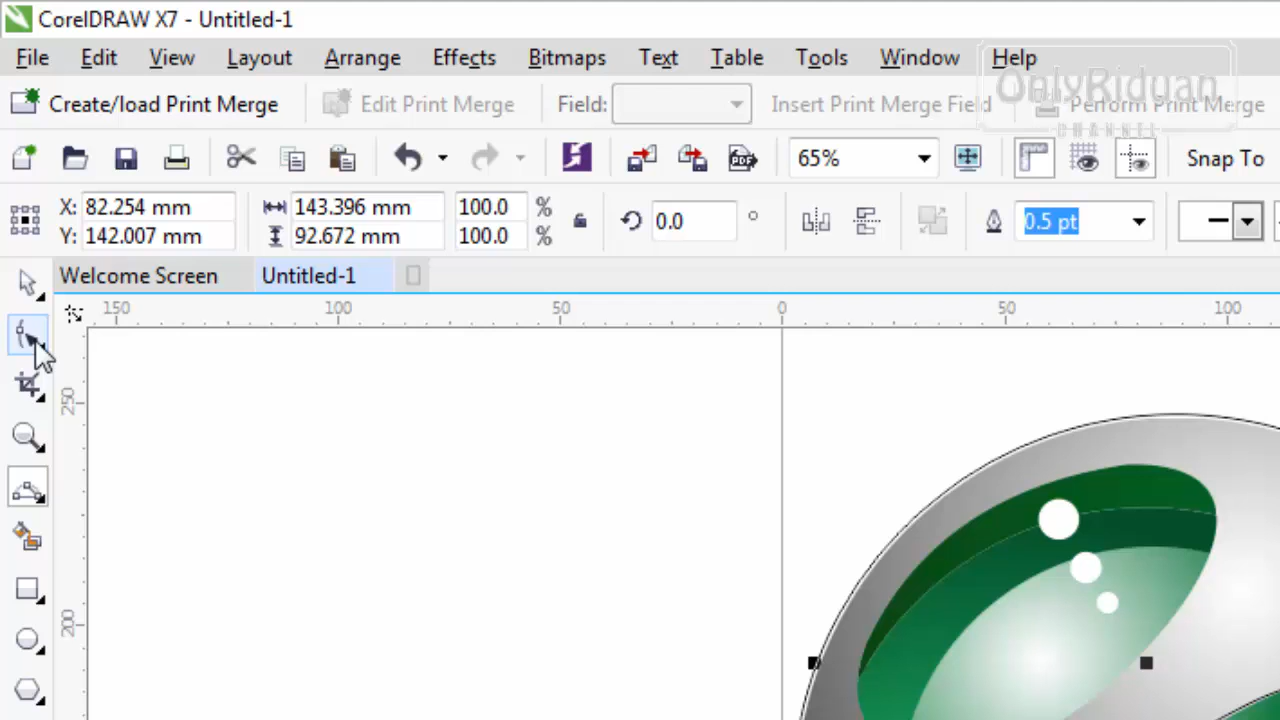 CorelDRAW X7 - Untitled-1
File Edit View Layout Arrange Effects Bitmaps Text Table Tools Window Help
OnlyRiduan
CHANNEL
Create/load Print Merge Edit Print Merge Field: Insert Print Merge Field Perform Print Merge
PDF 65% Snap To
X: 82.254 mm 143.396 mm 100.0 % 0.0 ° 0.5 pt
Y: 142.007 mm 92.672 mm 100.0 %
Welcome Screen Untitled-1
150 100 50 0 50 100
250
200